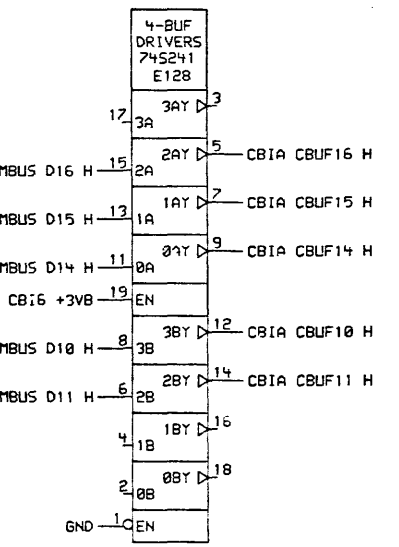 4-BUF
DRIVERS
74S241
E128
3AY 3
17 3A
2AY 5 CBIA CBUF16 H
MBUS D16 H 15 2A
1AY 7 CBIA CBUF15 H
MBUS D15 H 13 1A
0AY 9 CBIA CBUF14 H
MBUS D14 H 11 0A
CBI6 +3VB 19 EN
3BY 12 CBIA CBUF10 H
MBUS D10 H 8 3B
2BY 14 CBIA CBUF11 H
MBUS D11 H 6 2B
1BY 16
4 1B
0BY 18
2 0B
GND 1 EN